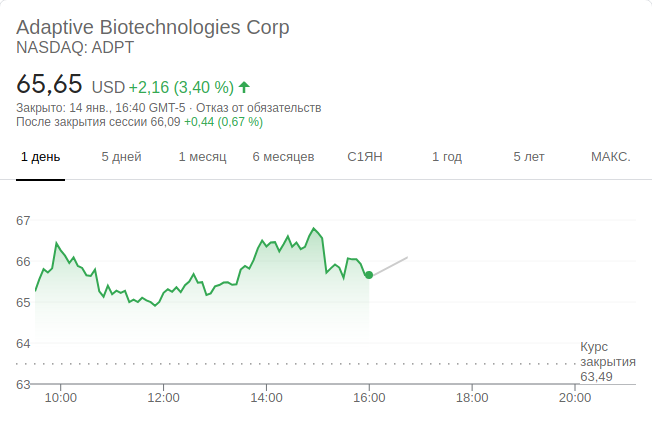 Adaptive Biotechnologies Corp
NASDAQ: ADPT
65,65 USD +2,16 (3,40 %)
Закрыто: 14 янв., 16:40 GMT-5 · Отказ от обязательств
После закрытия сессии 66,09 +0,44 (0,67 %)
1 день 5 дней 1 месяц 6 месяцев С1ЯН 1 год 5 лет МАКС.
67
66
65
64
Курс
закрытия
63,49
63
10:00 12:00 14:00 16:00 18:00 20:00